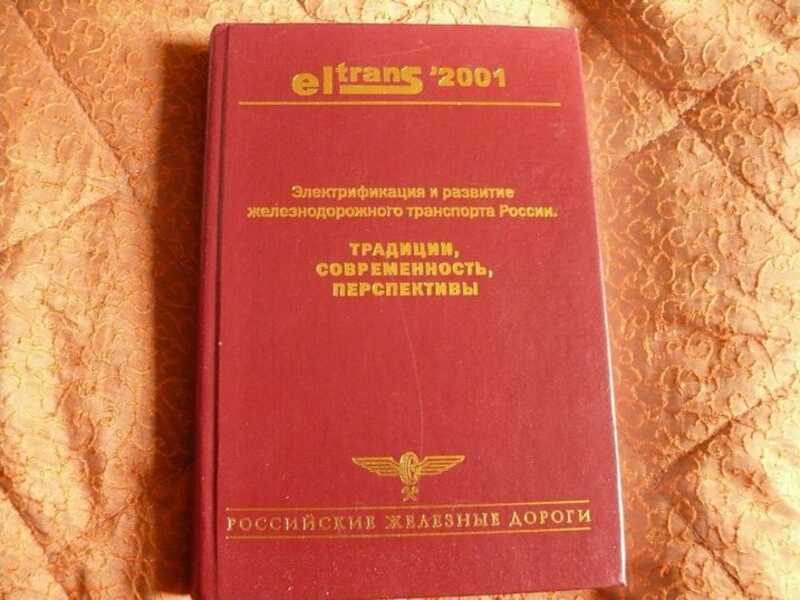 eltrans '2001
Электрификация и развитие
железнодорожного транспорта России.
ТРАДИЦИИ,
СОВРЕМЕННОСТЬ,
ПЕРСПЕКТИВЫ
РОССИЙСКИЕ ЖЕЛЕЗНЫЕ ДОРОГИ